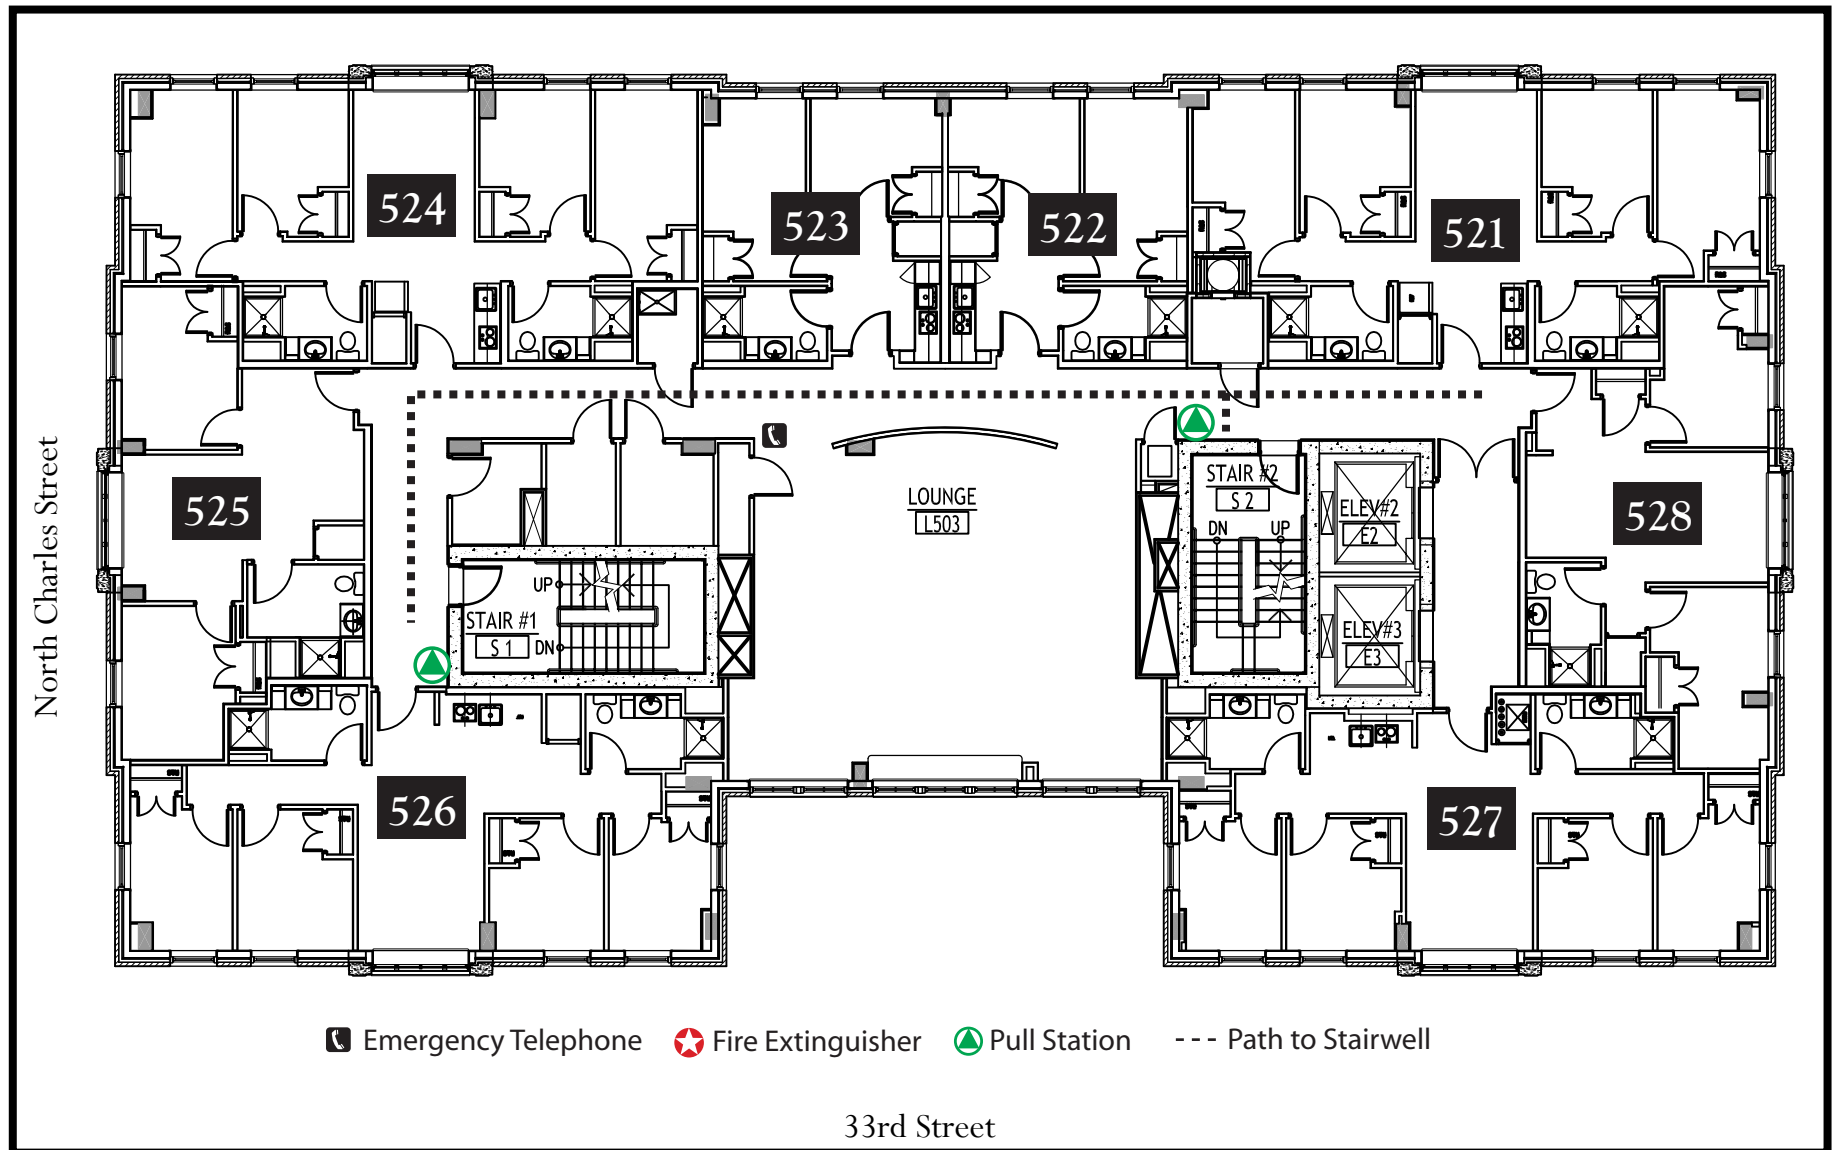 524
523
522
521
525
STAIR #2
S 2
DN
UP
ELEV#2
E2
LOUNGE
L503
528
North Charles Street
UP
STAIR #1
S 1
DN
ELEV#3
E3
526
527
Emergency Telephone
Fire Extinguisher
Pull Station
Path to Stairwell
33rd Street